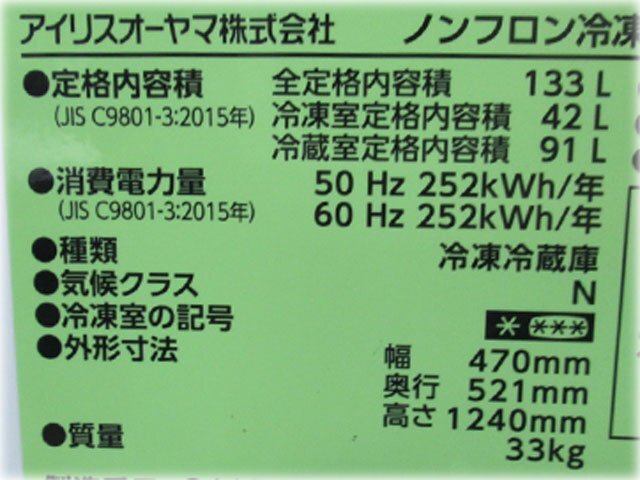 アイリスオーヤマ株式会社 ノンフロン冷凍
●定格内容積 全定格内容積 133 L
(JIS C9801-3:2015年) 冷凍室定格内容積 42 L
冷蔵室定格内容積 91 L
●消費電力量 50 Hz 252kWh/年
(JIS C9801-3:2015年) 60 Hz 252kWh/年
●種類 冷凍冷蔵庫
●気候クラス N
●冷凍室の記号 * ***
●外形寸法 幅 470mm
奥行 521mm
高さ 1240mm
●質量 33kg